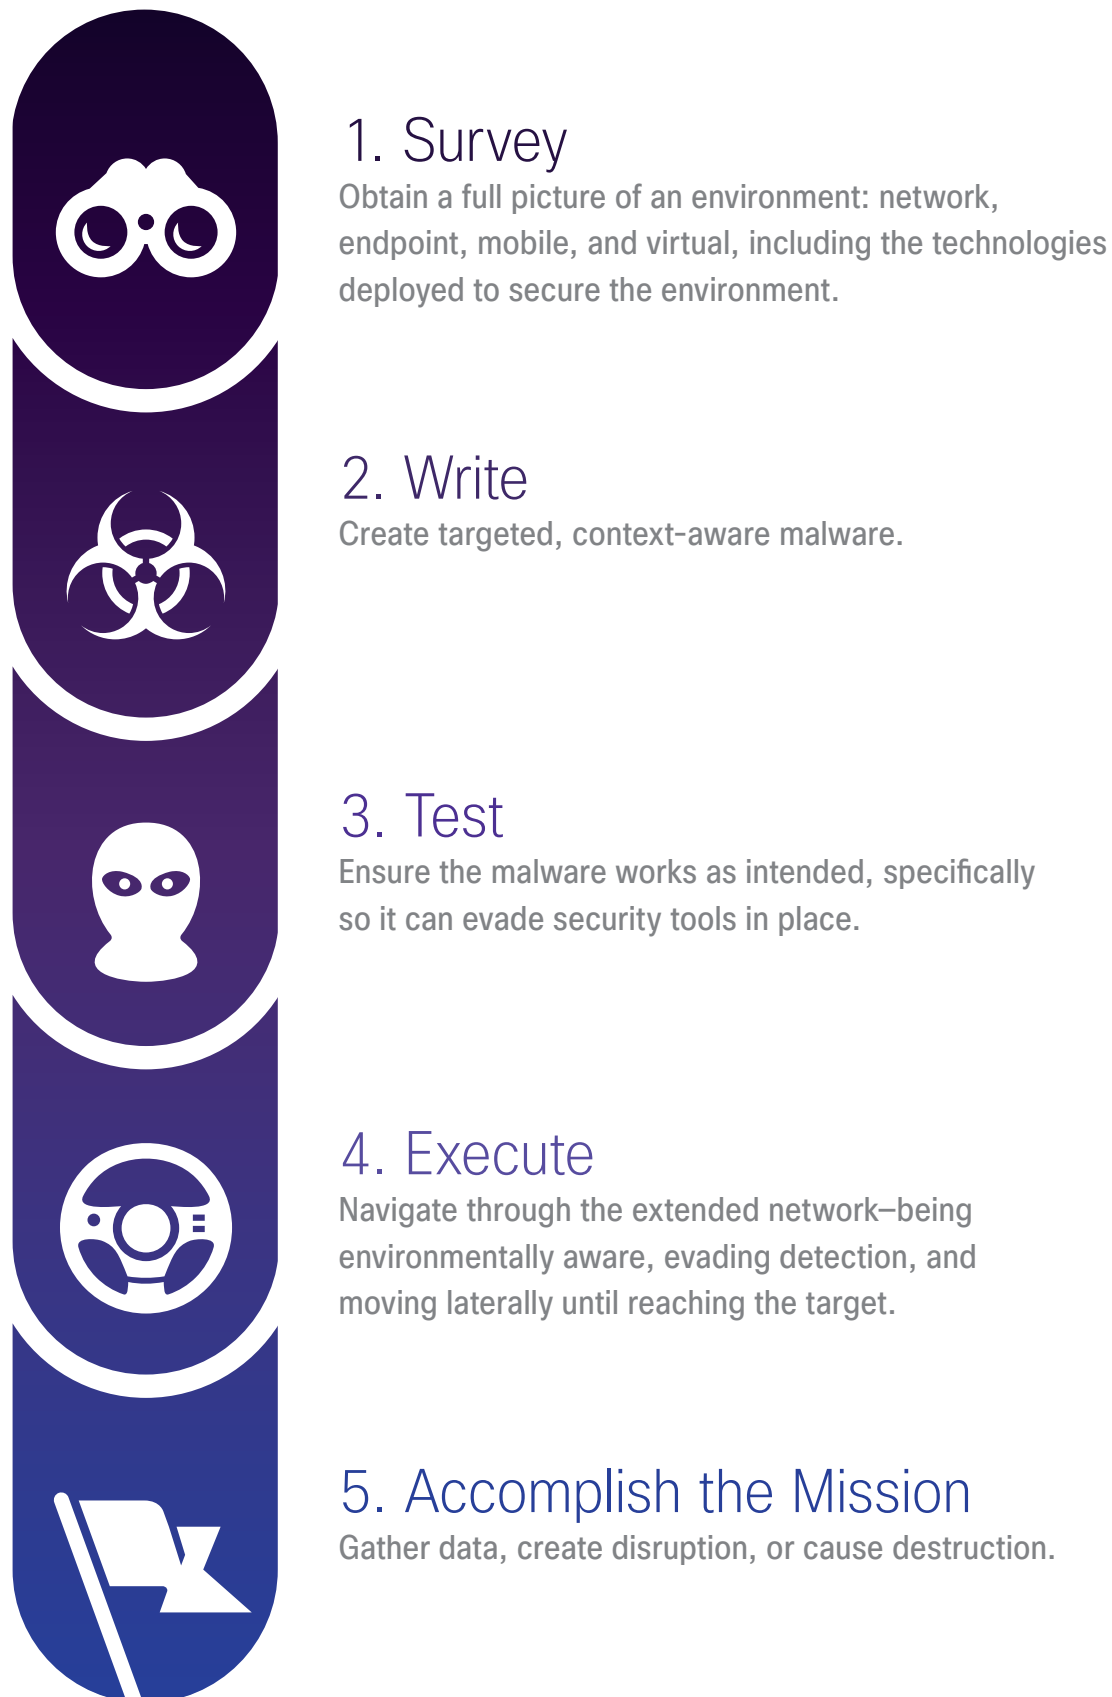 1. Survey
Obtain a full picture of an environment: network,
endpoint, mobile, and virtual, including the technologies
deployed to secure the environment.
2. Write
Create targeted, context-aware malware.
3. Test
Ensure the malware works as intended, specifically
so it can evade security tools in place.
4. Execute
Navigate through the extended network—being
environmentally aware, evading detection, and
moving laterally until reaching the target.
5. Accomplish the Mission
Gather data, create disruption, or cause destruction.